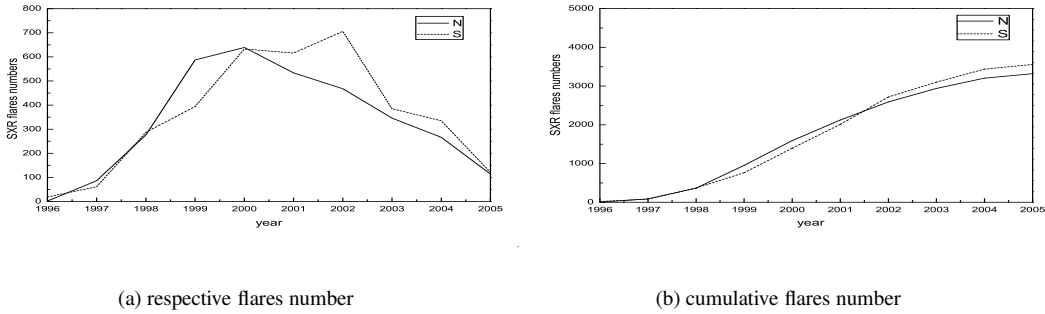 800
700
600
500
400
300
200
100
0
SXR flares numbers
N
S
1996 1997 1998 1999 2000 2001 2002 2003 2004 2005
year
(a) respective flares number
5000
4000
3000
2000
1000
0
SXR flares numbers
N
S
1996 1997 1998 1999 2000 2001 2002 2003 2004 2005
year
(b) cumulative flares number